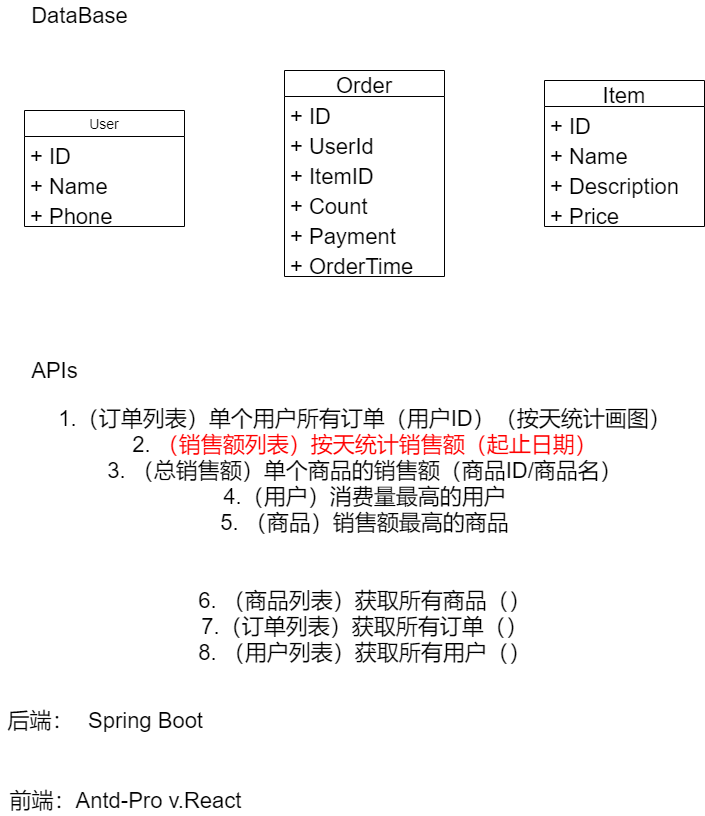 DataBase
User
+ ID
+ Name
+ Phone
Order
+ ID
+ UserId
+ ItemID
+ Count
+ Payment
+ OrderTime
Item
+ ID
+ Name
+ Description
+ Price
APIs
1.（订单列表）单个用户所有订单（用户ID）（按天统计画图）
2. （销售额列表）按天统计销售额（起止日期）
3. （总销售额）单个商品的销售额（商品ID/商品名）
4.（用户）消费量最高的用户
5. （商品）销售额最高的商品
6. （商品列表）获取所有商品（）
7.（订单列表）获取所有订单（）
8. （用户列表）获取所有用户（）
后端： Spring Boot
前端：Antd-Pro v.React